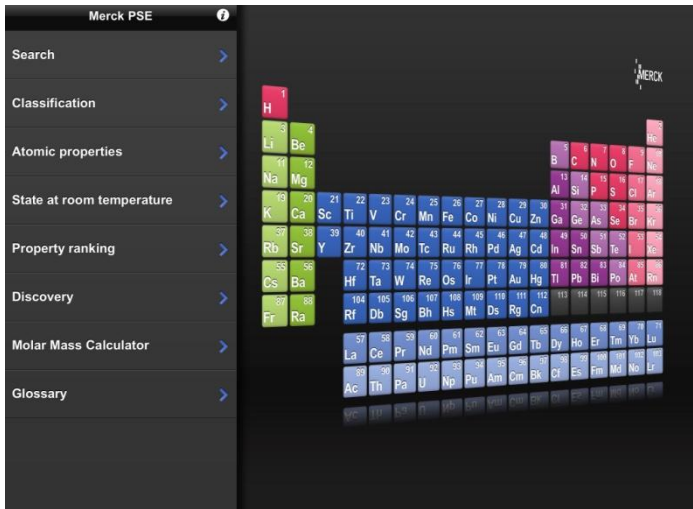 Merck PSE
Search
Classification
Atomic properties
State at room temperature
Property ranking
Discovery
Molar Mass Calculator
Glossary
MERCK
1
H
2
He
3 4
Li Be
5 6 7 8 9 10
B C N O F Ne
11 12
Na Mg
13 14 15 16 17 18
Al Si P S Cl Ar
19 20 21 22 23 24 25 26 27 28 29 30 31 32 33 34 35 36
K Ca Sc Ti V Cr Mn Fe Co Ni Cu Zn Ga Ge As Se Br Kr
37 38 39 40 41 42 43 44 45 46 47 48 49 50 51 52 53 54
Rb Sr Y Zr Nb Mo Tc Ru Rh Pd Ag Cd In Sn Sb Te I Xe
55 56 72 73 74 75 76 77 78 79 80 81 82 83 84 85 86
Cs Ba Hf Ta W Re Os Ir Pt Au Hg Tl Pb Bi Po At Rn
87 88 104 105 106 107 108 109 110 111 112 113 114 115 116 117 118
Fr Ra Rf Db Sg Bh Hs Mt Ds Rg Cn
57 58 59 60 61 62 63 64 65 66 67 68 69 70 71
La Ce Pr Nd Pm Sm Eu Gd Tb Dy Ho Er Tm Yb Lu
89 90 91 92 93 94 95 96 97 98 99 100 101 102 103
Ac Th Pa U Np Pu Am Cm Bk Cf Es Fm Md No Lr